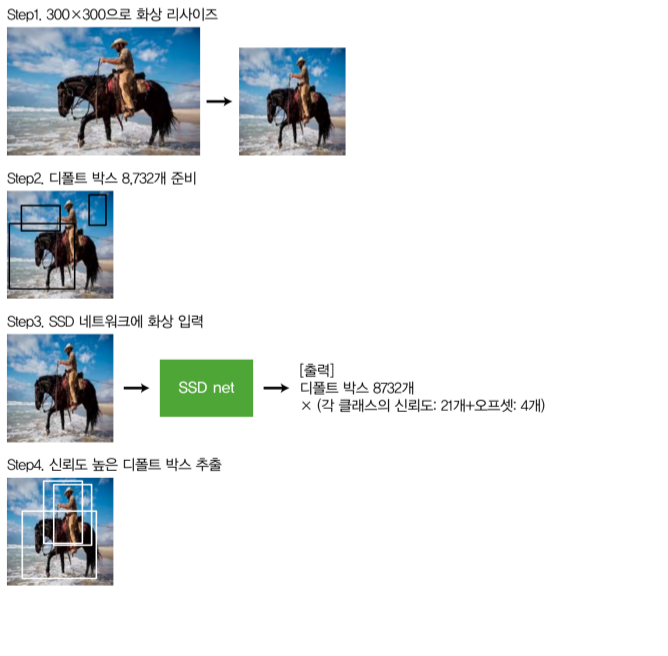 Step1. 300×300으로 화상 리사이즈
Step2. 디폴트 박스 8,732개 준비
Step3. SSD 네트워크에 화상 입력
SSD net
[출력]
디폴트 박스 8732개
× (각 클래스의 신뢰도: 21개+오프셋: 4개)
Step4. 신뢰도 높은 디폴트 박스 추출